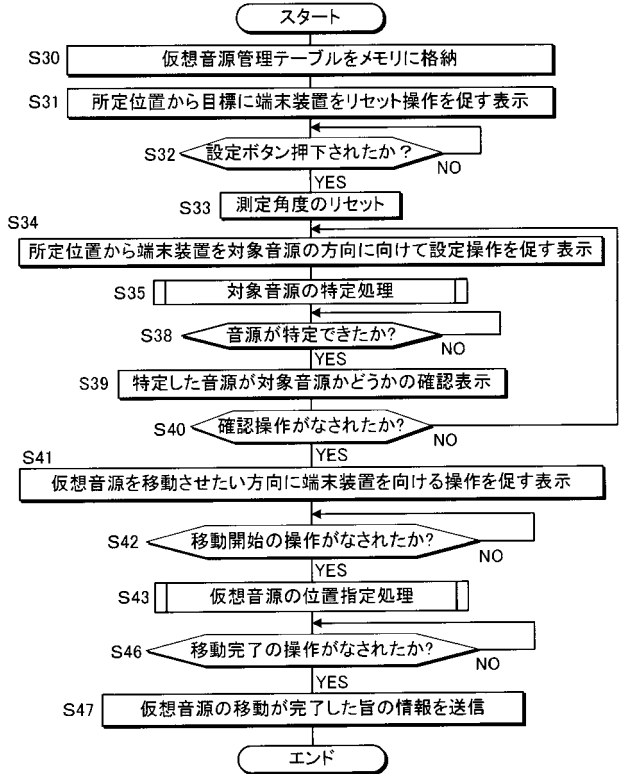 スタート
S30
仮想音源管理テーブルをメモリに格納
S31
所定位置から目標に端末装置をリセット操作を促す表示
S32
設定ボタン押下されたか？
NO
YES
S33
測定角度のリセット
S34
所定位置から端末装置を対象音源の方向に向けて設定操作を促す表示
S35
対象音源の特定処理
S38
音源が特定できたか?
NO
YES
S39
特定した音源が対象音源かどうかの確認表示
S40
確認操作がなされたか?
NO
YES
S41
仮想音源を移動させたい方向に端末装置を向ける操作を促す表示
S42
移動開始の操作がなされたか?
NO
YES
S43
仮想音源の位置指定処理
S46
移動完了の操作がなされたか?
NO
YES
S47
仮想音源の移動が完了した旨の情報を送信
エンド